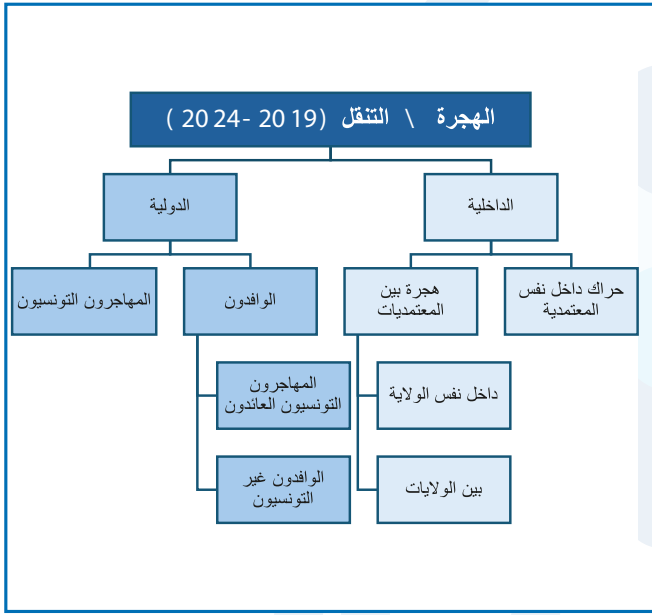 الهجرة \ التنقل (2019 -2024)
الداخلية
الدولية
حراك داخل نفس
المعتمدية
هجرة بين
المعتمديات
الوافدون
المهاجرون التونسيون
داخل نفس الولاية
المهاجرون
التونسيون العائدون
بين الولايات
الوافدون غير
التونسيون